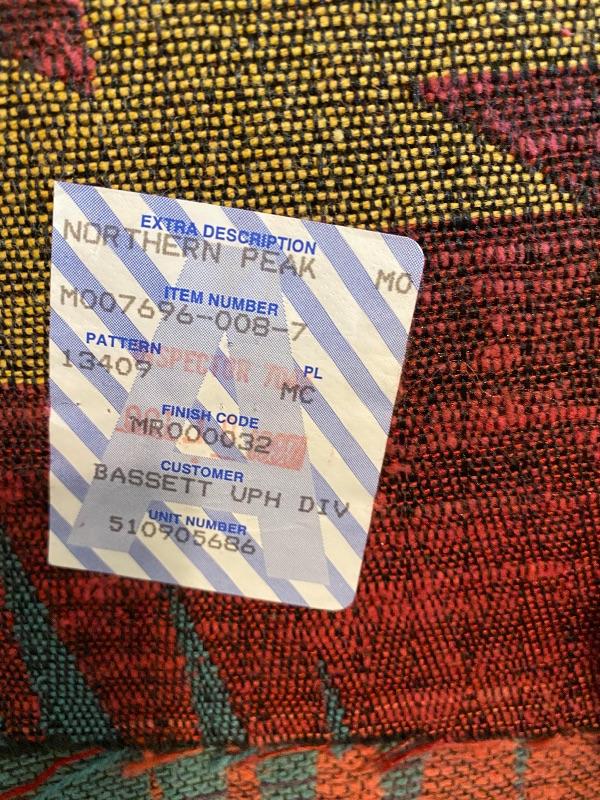 EXTRA DESCRIPTION
NORTHERN PEAK MO
ITEM NUMBER
M007696-008-7
PATTERN PL
13409 MC
FINISH CODE
MR000032
CUSTOMER
BASSETT UPH DIV
UNIT NUMBER
510905686